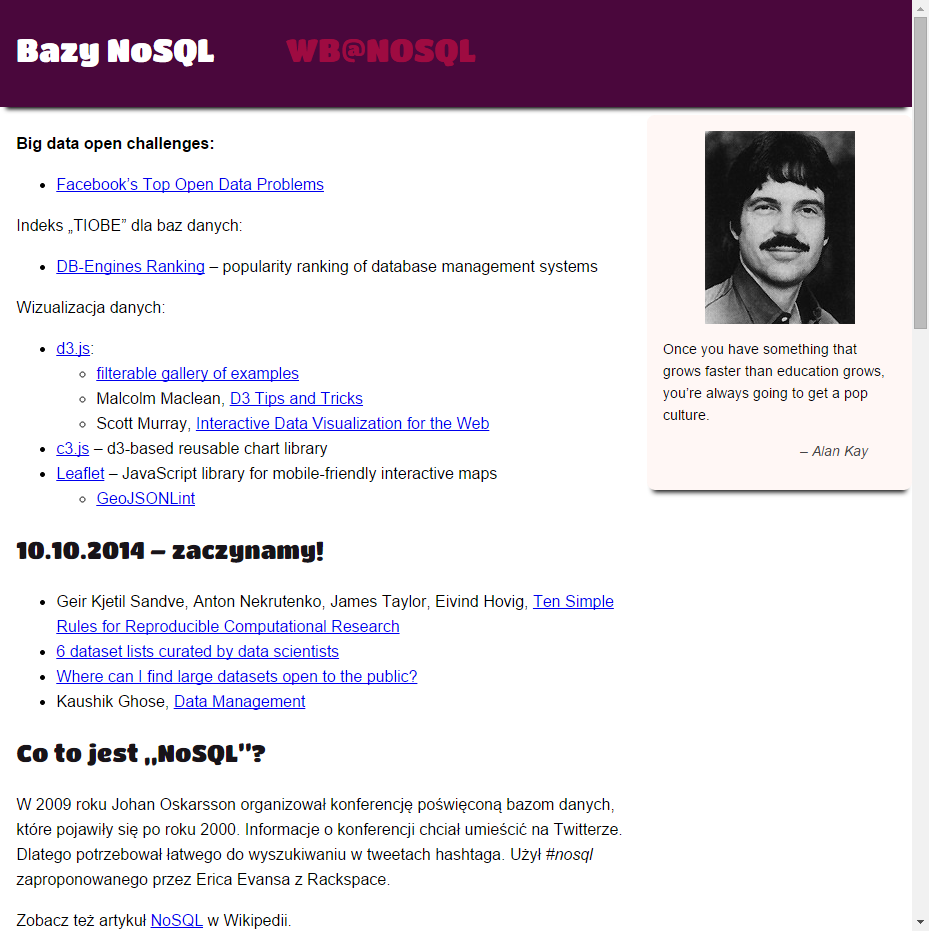 Bazy NoSQL WB@NOSQL
Big data open challenges:
Facebook’s Top Open Data Problems
Indeks „TIOBE” dla baz danych:
DB-Engines Ranking – popularity ranking of database management systems
Wizualizacja danych:
d3.js:
filterable gallery of examples
Malcolm Maclean, D3 Tips and Tricks
Scott Murray, Interactive Data Visualization for the Web
c3.js – d3-based reusable chart library
Leaflet – JavaScript library for mobile-friendly interactive maps
GeoJSONLint
10.10.2014 – zaczynamy!
Geir Kjetil Sandve, Anton Nekrutenko, James Taylor, Eivind Hovig, Ten Simple
Rules for Reproducible Computational Research
6 dataset lists curated by data scientists
Where can I find large datasets open to the public?
Kaushik Ghose, Data Management
Co to jest „NoSQL”?
W 2009 roku Johan Oskarsson organizował konferencję poświęconą bazom danych,
które pojawiły się po roku 2000. Informacje o konferencji chciał umieścić na Twitterze.
Dlatego potrzebował łatwego do wyszukiwaniu w tweetach hashtaga. Użył #nosql
zaproponowanego przez Erica Evansa z Rackspace.
Zobacz też artykuł NoSQL w Wikipedii.
Once you have something that
grows faster than education grows,
you’re always going to get a pop
culture.
– Alan Kay